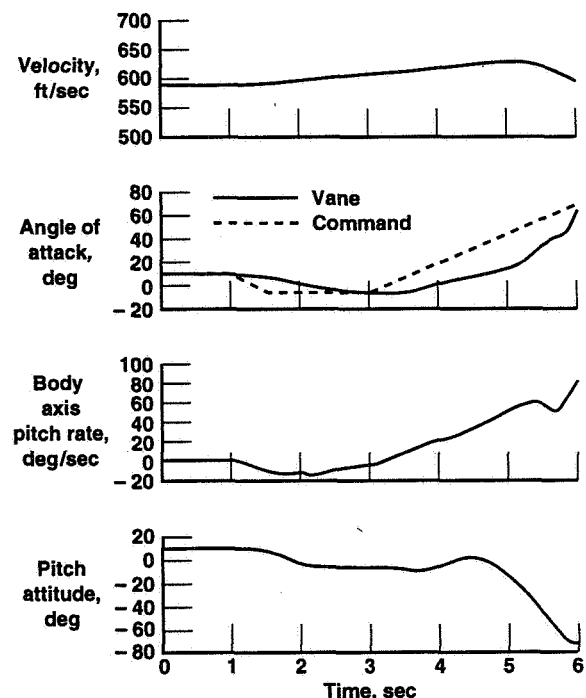 700
650
600
550
500
Velocity,
ft/sec
80
60
40
20
0
– 20
Angle of
attack,
deg
Vane
Command
100
80
60
40
20
0
– 20
Body
axis
pitch rate,
deg/sec
20
0
– 20
– 40
– 60
– 80
Pitch
attitude,
deg
0 1 2 3 4 5 6
Time, sec